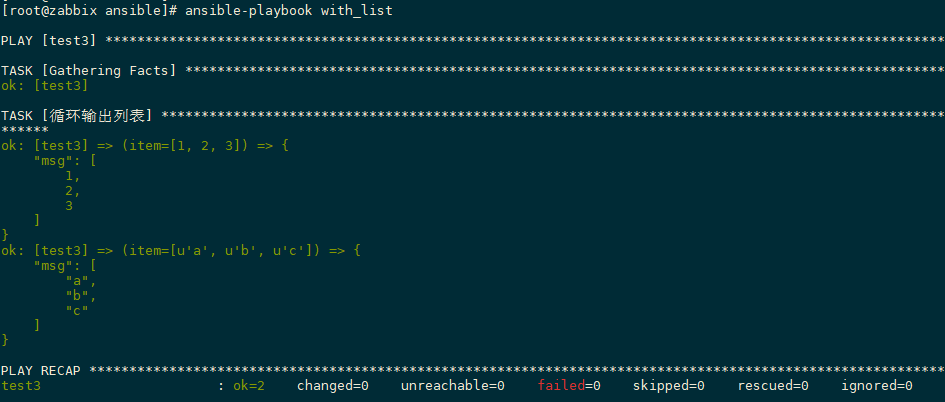 [root@zabbix ansible]# ansible-playbook with_list
PLAY [test3] *********************************************************************************************************
TASK [Gathering Facts] ***********************************************************************************************
ok: [test3]
TASK [循环输出列表] **************************************************************************************************
******
ok: [test3] => (item=[1, 2, 3]) => {
    "msg": [
        1,
        2,
        3
    ]
}
ok: [test3] => (item=[u'a', u'b', u'c']) => {
    "msg": [
        "a",
        "b",
        "c"
    ]
}
PLAY RECAP ***********************************************************************************************************
test3                      : ok=2    changed=0    unreachable=0    failed=0    skipped=0    rescued=0    ignored=0